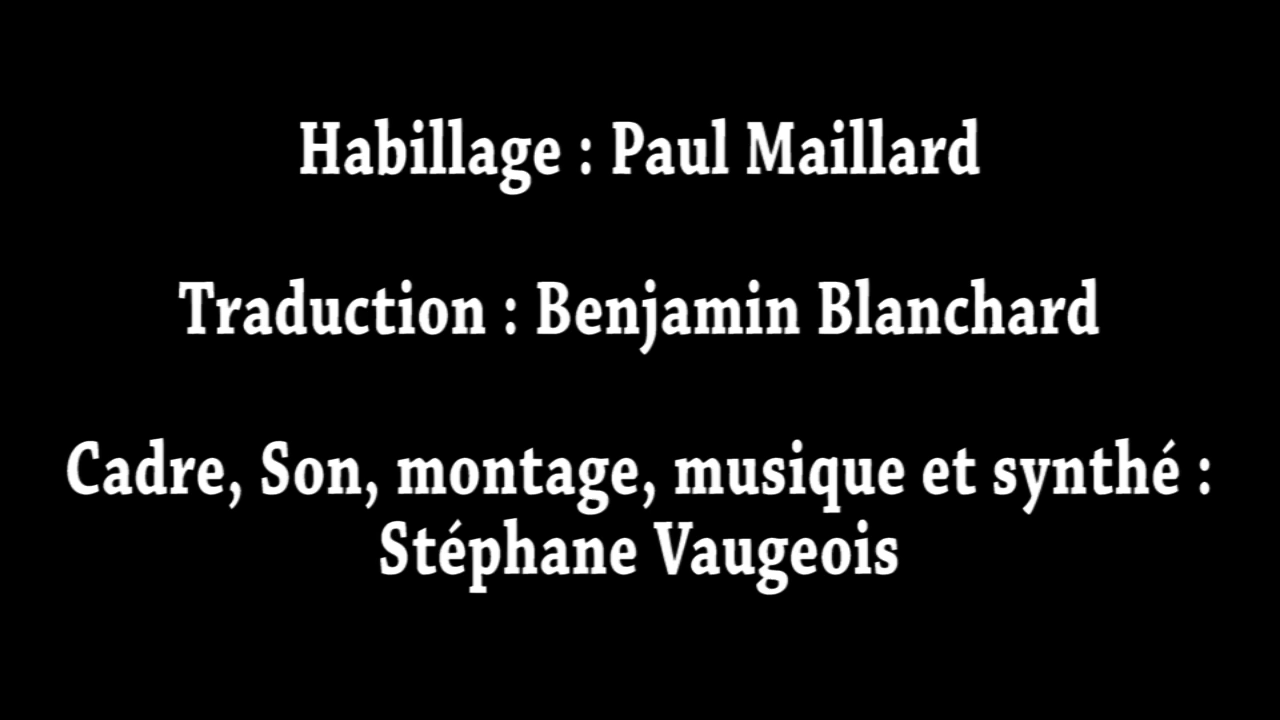 Habillage : Paul Maillard
Traduction : Benjamin Blanchard
Cadre, Son, montage, musique et synthé :
Stéphane Vaugeois